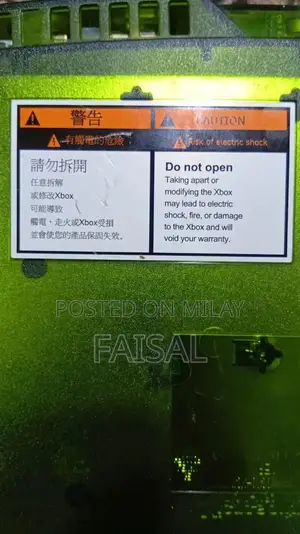 警告
有觸電的危險
請勿拆開
任意拆解
或修改Xbox
可能導致
觸電、走火或Xbox受損
並會使您的產品保固失效。
CAUTION
Risk of electric shock
Do not open
Taking apart or
modifying the Xbox
may lead to electric
shock, fire, or damage
to the Xbox and will
void your warranty.
POSTED ON MILAY
FAISAL